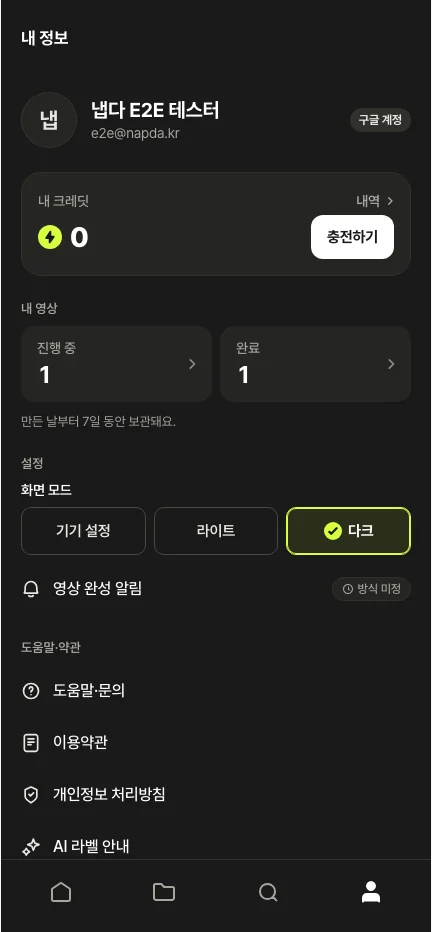 내 정보
냅
냅다 E2E 테스터
e2e@napda.kr
구글 계정
내 크레딧
내역
0
충전하기
내 영상
진행 중
1
완료
1
만든 날부터 7일 동안 보관돼요.
설정
화면 모드
기기 설정
라이트
다크
영상 완성 알림
방식 미정
도움말·약관
도움말·문의
이용약관
개인정보 처리방침
AI 라벨 안내